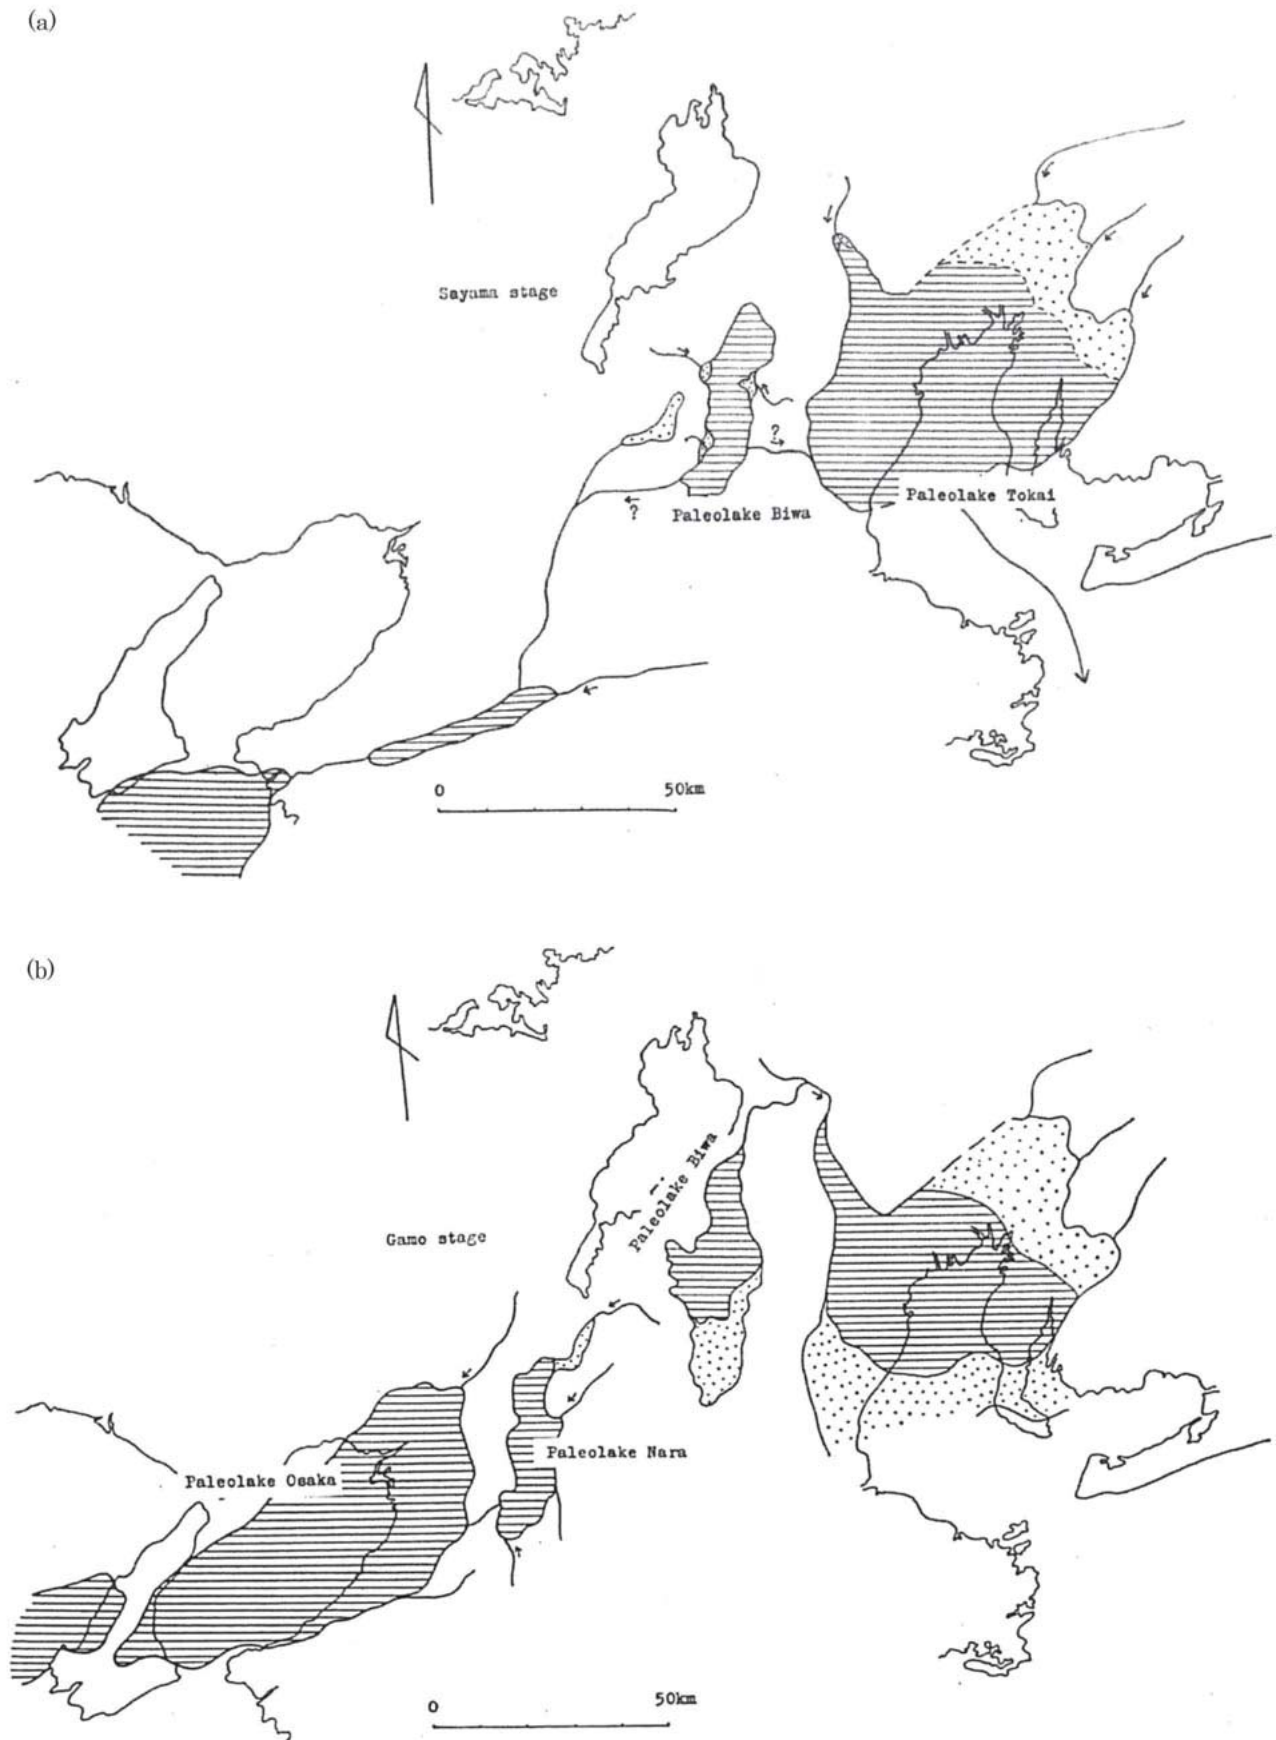 (a)
Sayama stage
?
?
Paleolake Biwa
Paleolake Tokai
0 50km
(b)
Paleolake Biwa
Gamo stage
Paleolake Nara
Paleolake Osaka
0 50km